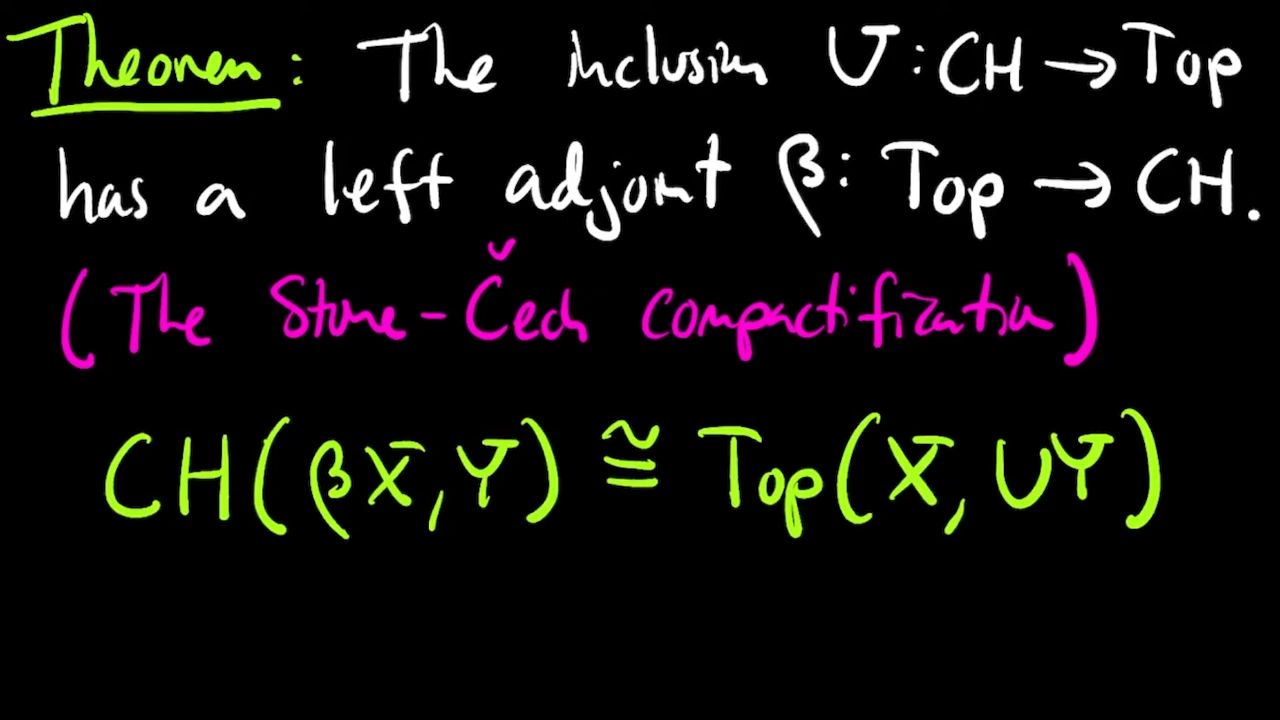 Theorem: The inclusion U: CH → Top
has a left adjoint β: Top → CH.
(The Stone-Čech compactification)
CH(βX, Y) ≅ Top(X, UY)